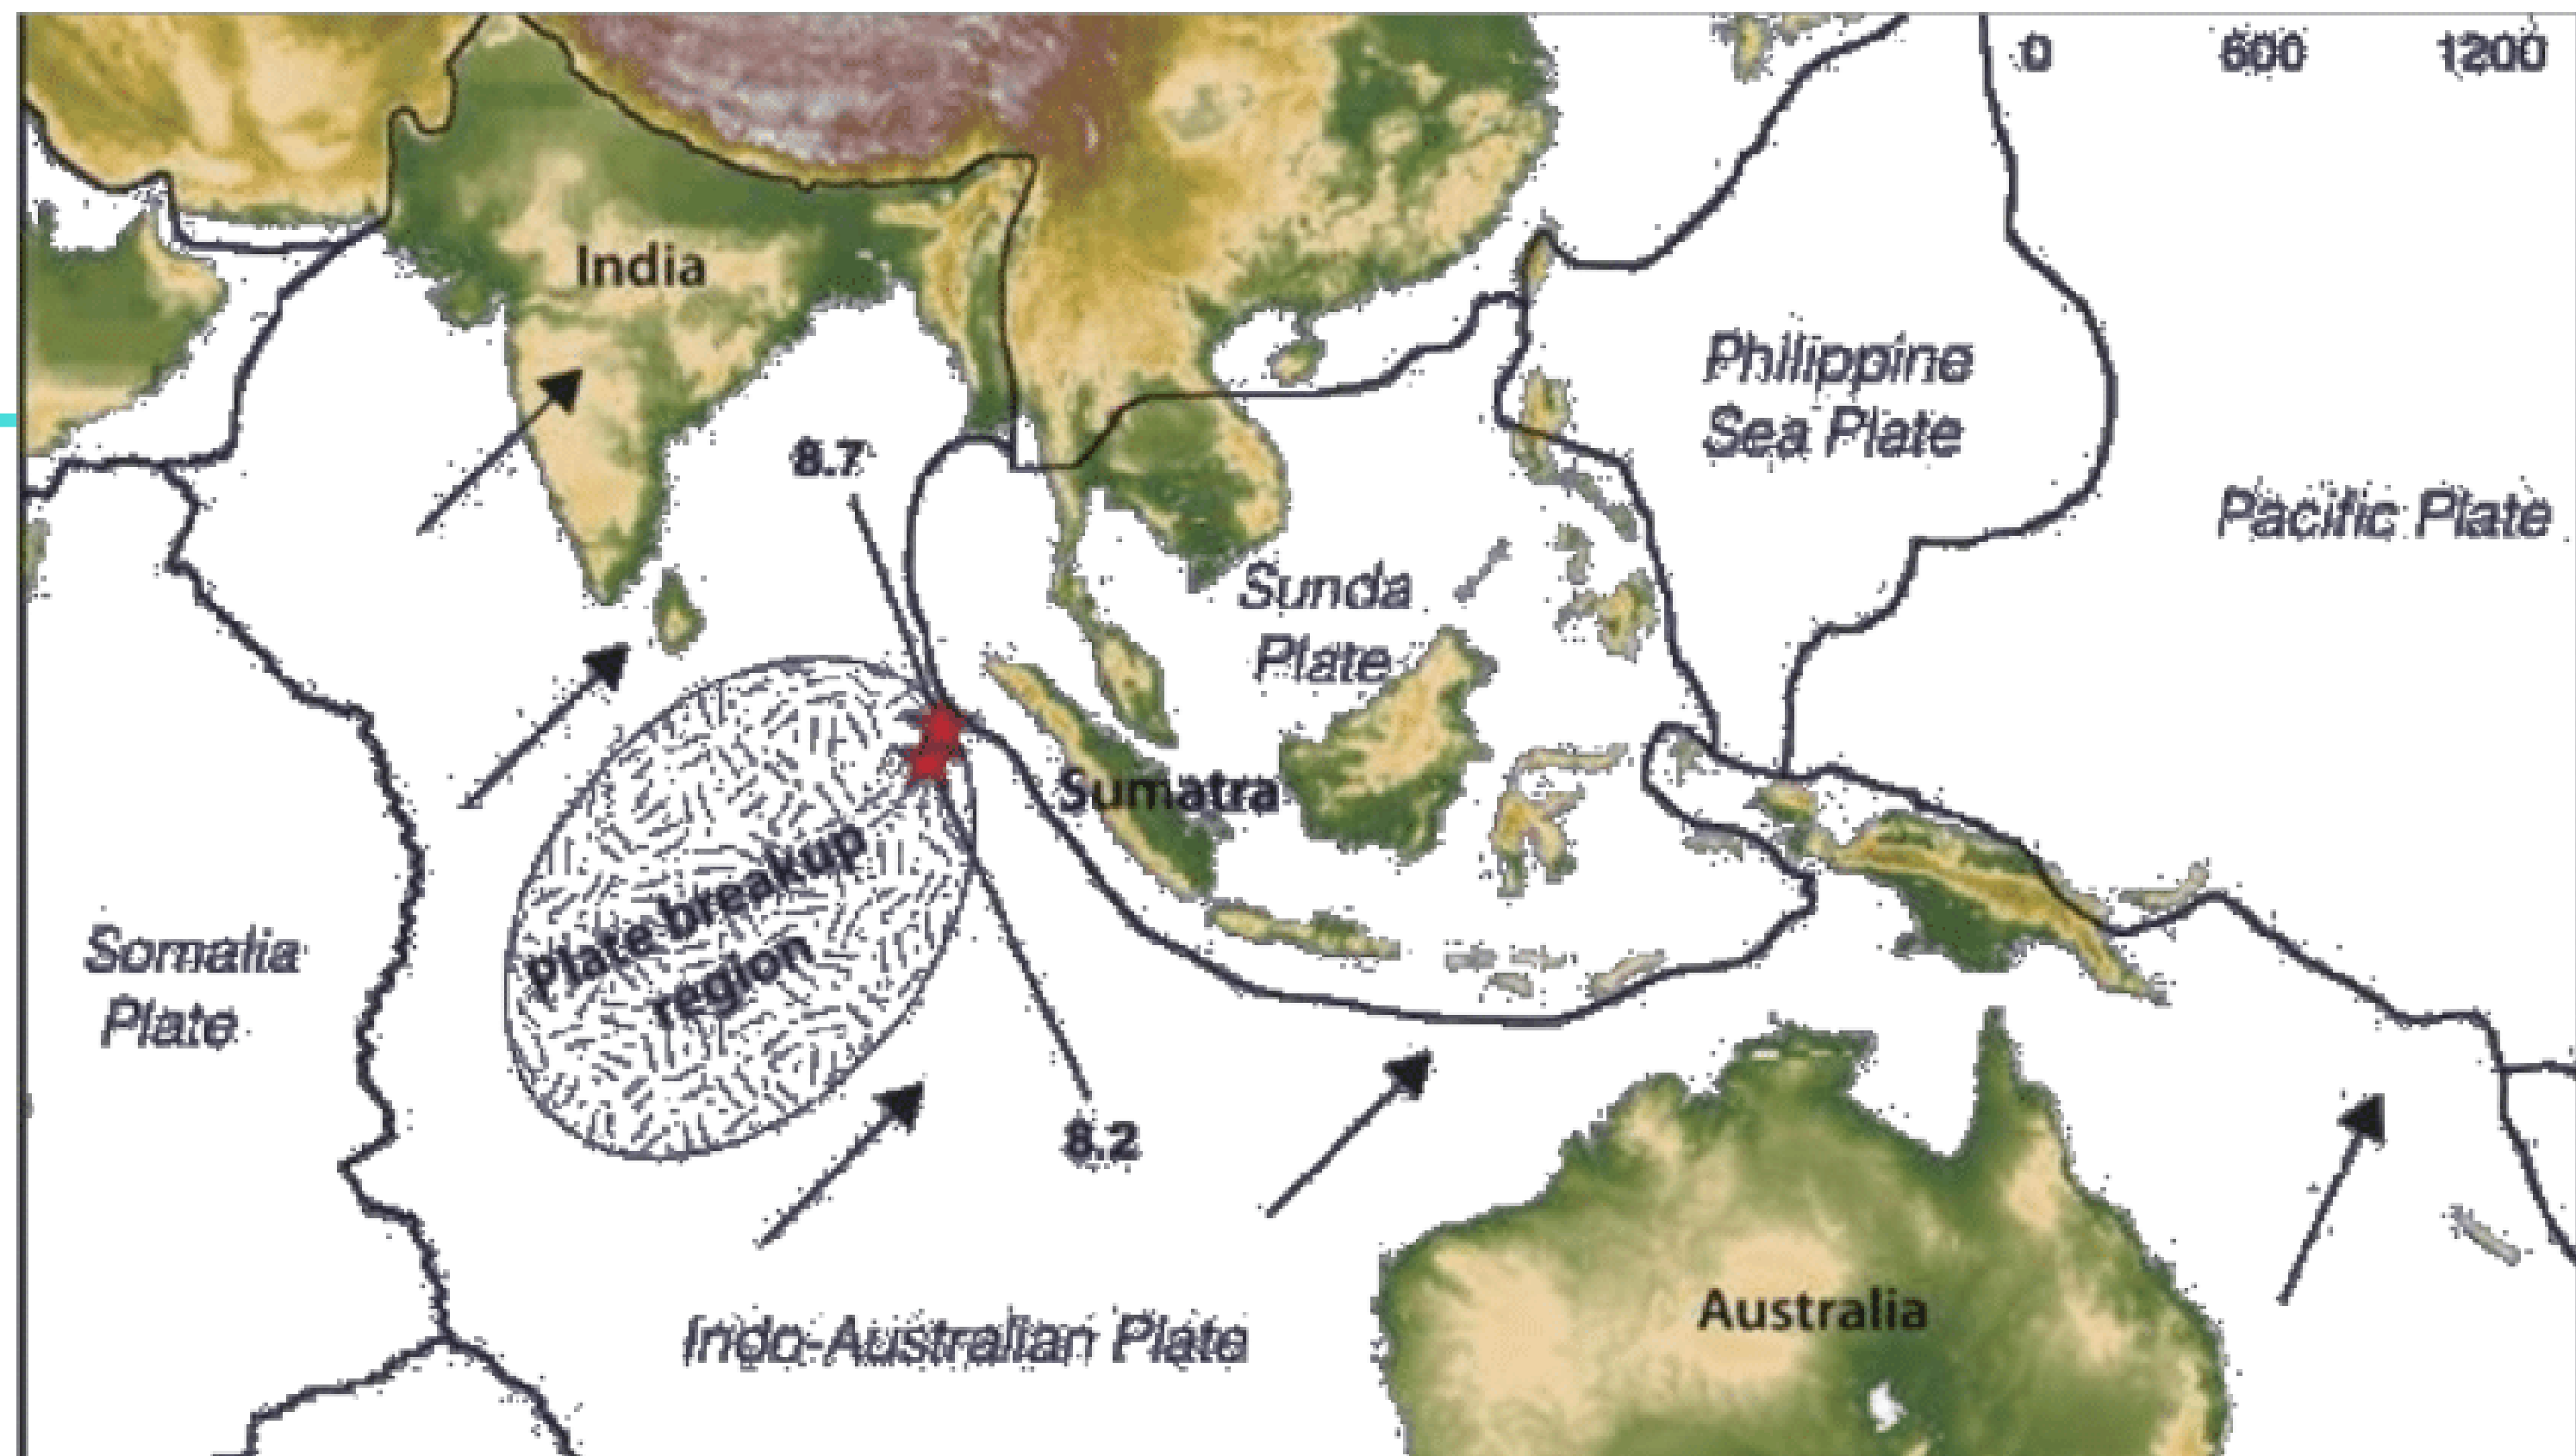 0 600 1200
India
Philippine
Sea Plate
8.7
Pacific Plate
Sunda
Plate
Sumatra
Plate breakup
region
Somalia
Plate
8.2
Indo-Australian Plate
Australia